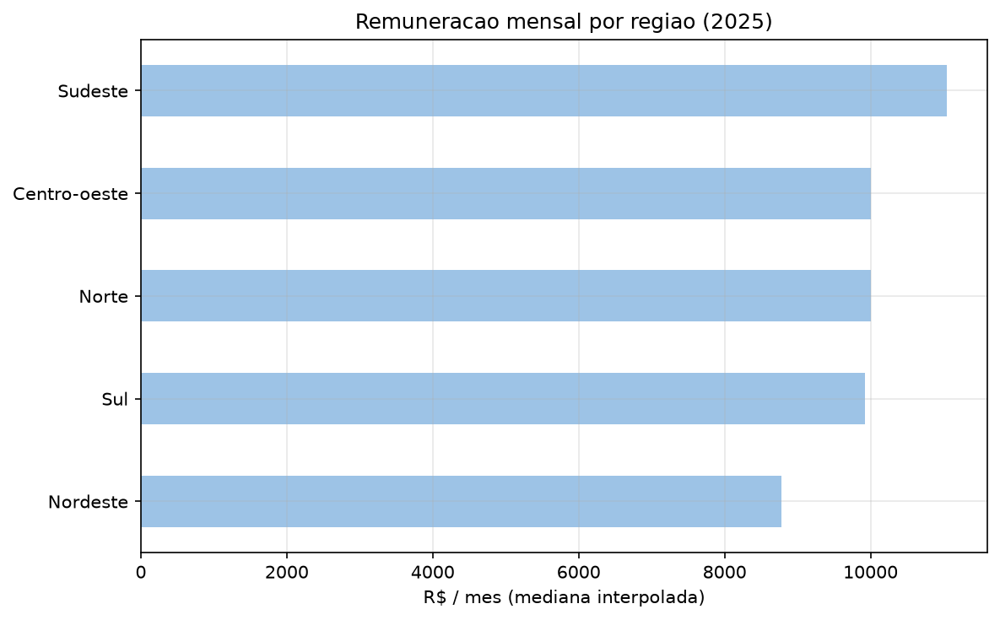 Remuneracao mensal por regiao (2025)
Sudeste
Centro-oeste
Norte
Sul
Nordeste
0 2000 4000 6000 8000 10000
R$ / mes (mediana interpolada)